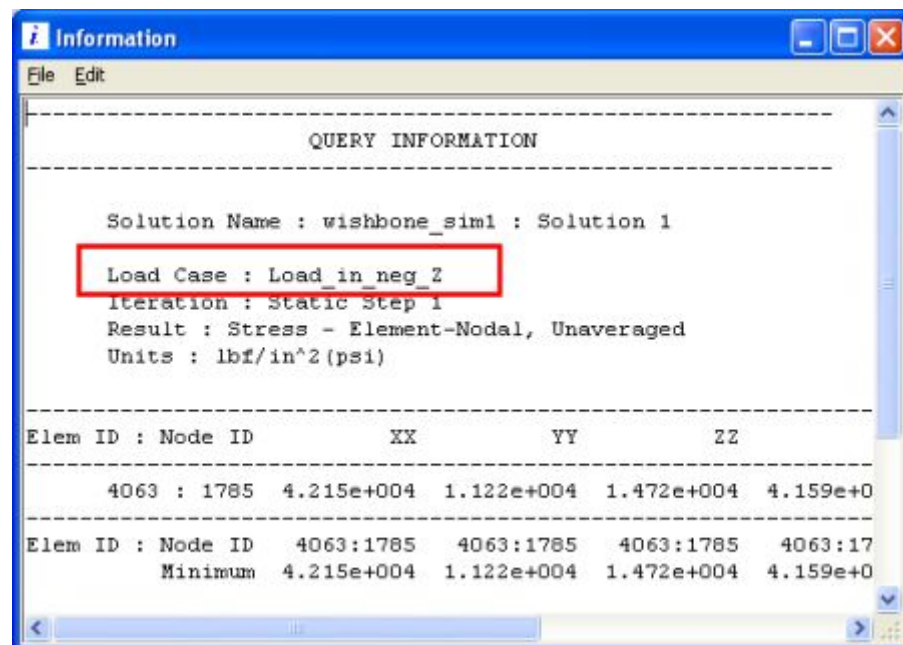 Information
File Edit
QUERY INFORMATION
Solution Name : wishbone_sim1 : Solution 1
Load Case : Load_in_neg_Z
Iteration : Static Step 1
Result : Stress - Element-Nodal, Unaveraged
Units : lbf/in^2(psi)
Elem ID : Node ID XX YY ZZ
4063 : 1785 4.215e+004 1.122e+004 1.472e+004 4.159e+0
Elem ID : Node ID 4063:1785 4063:1785 4063:1785 4063:17
Minimum 4.215e+004 1.122e+004 1.472e+004 4.159e+0